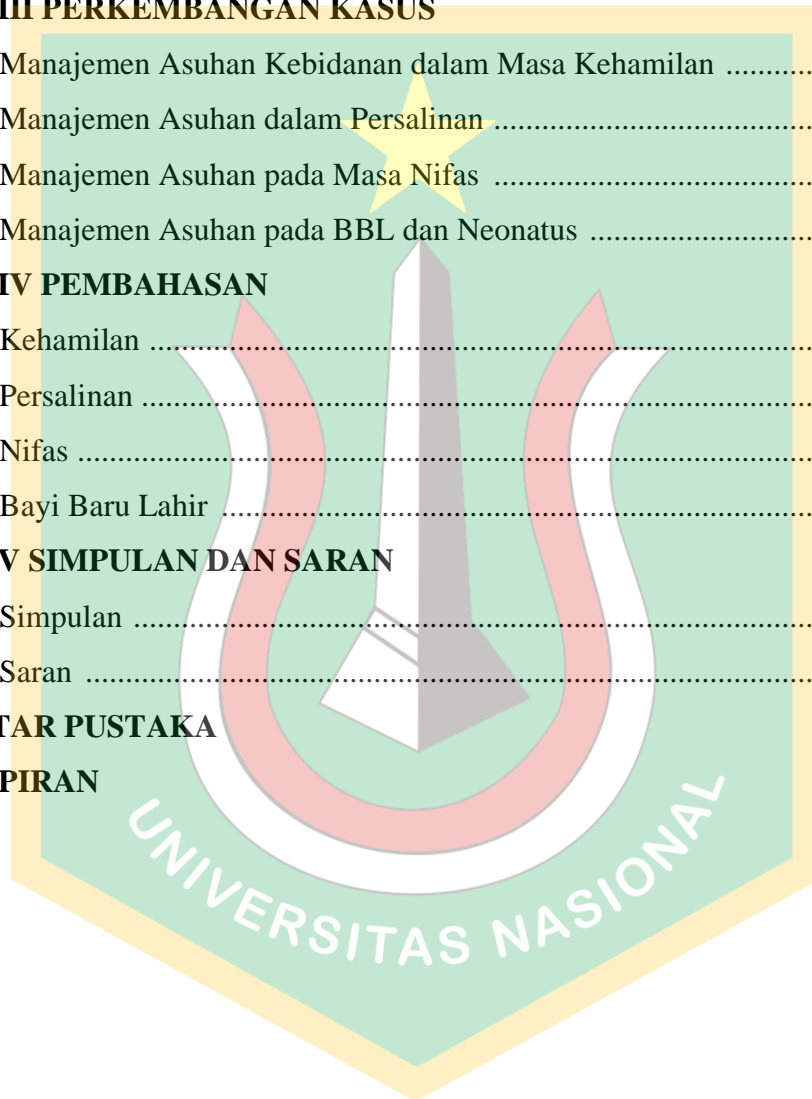 III PERKEMBANGAN KASUS
Manajemen Asuhan Kebidanan dalam Masa Kehamilan ...........
Manajemen Asuhan dalam Persalinan .......................................
Manajemen Asuhan pada Masa Nifas .......................................
Manajemen Asuhan pada BBL dan Neonatus ...........................
IV PEMBAHASAN
Kehamilan ..................................................................................
Persalinan ...................................................................................
Nifas ...........................................................................................
Bayi Baru Lahir .........................................................................
V SIMPULAN DAN SARAN
Simpulan ....................................................................................
Saran ..........................................................................................
TAR PUSTAKA
PIRAN
UNIVERSITAS NASIONAL